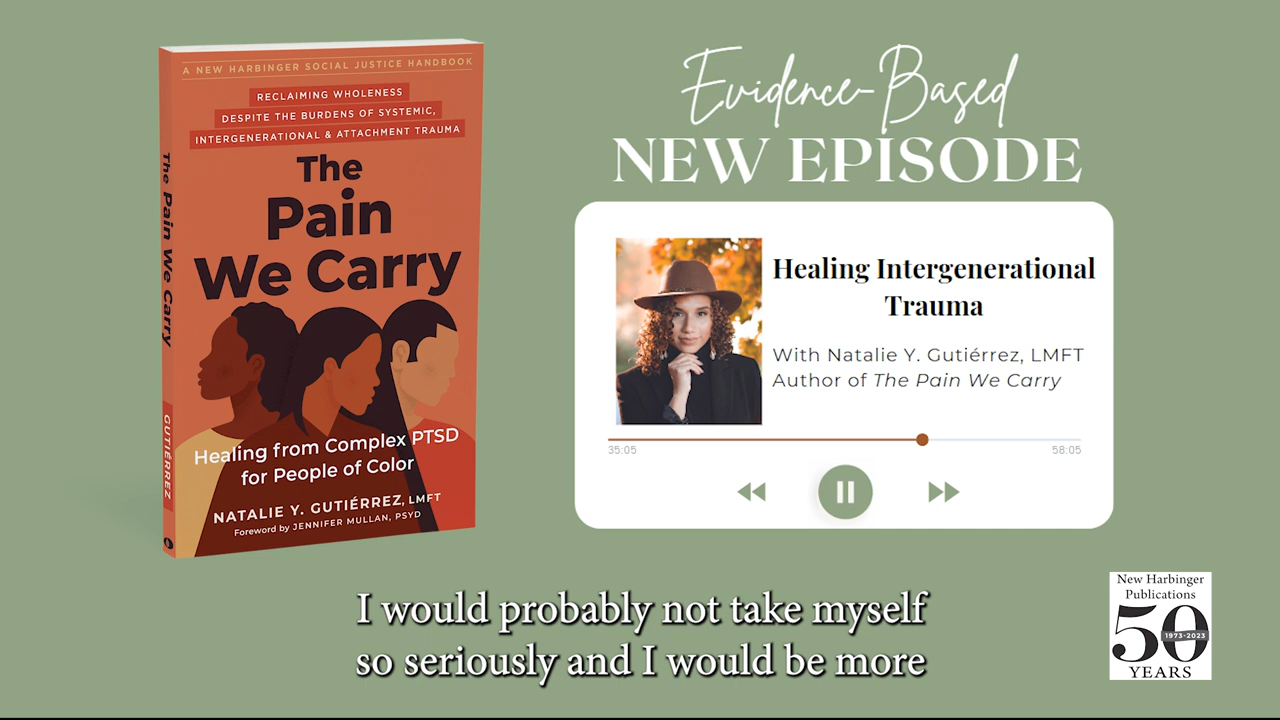 A NEW HARBINGER SOCIAL JUSTICE HANDBOOK
RECLAIMING WHOLENESS
DESPITE THE BURDENS OF SYSTEMIC,
INTERGENERATIONAL & ATTACHMENT TRAUMA
The
Pain
We Carry
Healing from Complex PTSD
for People of Color
NATALIE Y. GUTIÉRREZ, LMFT
Foreword by JENNIFER MULLAN, PSYD
The Pain We Carry
GUTIÉRREZ
Evidence-Based
NEW EPISODE
Healing Intergenerational
Trauma
With Natalie Y. Gutiérrez, LMFT
Author of The Pain We Carry
35:05
58:05
I would probably not take myself
so seriously and I would be more
New Harbinger
Publications
50
1973-2023
YEARS